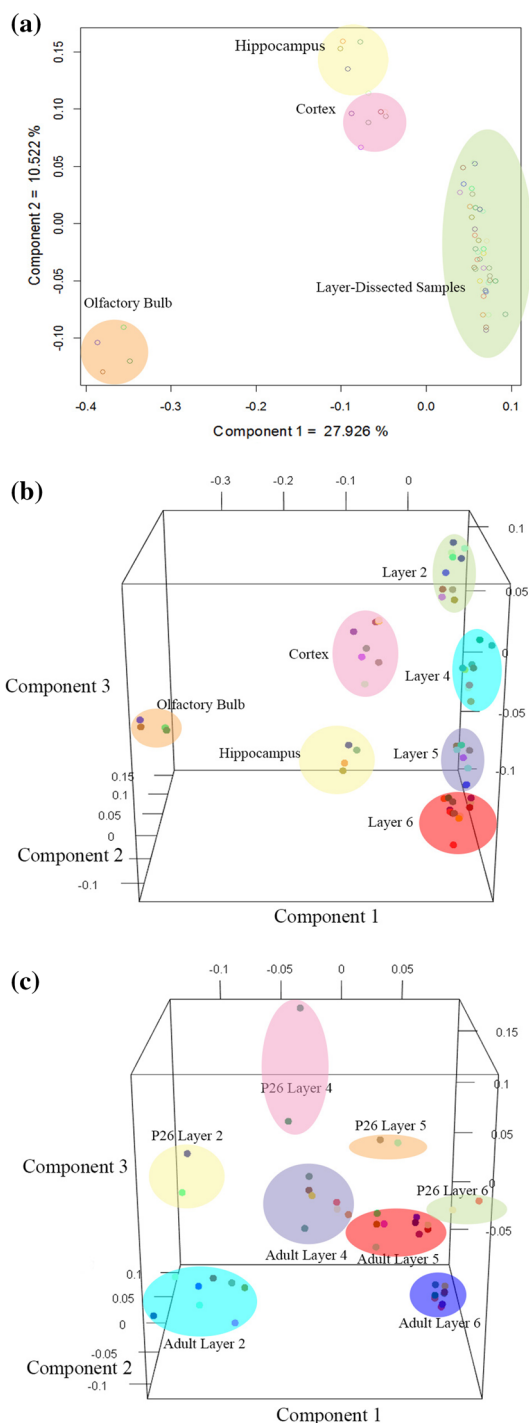 (a)
Hippocampus
Cortex
Layer-Dissected Samples
Olfactory Bulb
Component 2 = 10.522 %
0.15
0.10
0.05
0.00
-0.05
-0.10
-0.4
-0.3
-0.2
-0.1
0.0
0.1
Component 1 = 27.926 %
(b)
-0.3
-0.1
0
0.1
0.05
0
-0.05
-0.1
Layer 2
Cortex
Layer 4
Component 3
Olfactory Bulb
Hippocampus
Layer 5
0.15
0.1
0.05
0
-0.1
Layer 6
Component 2
Component 1
(c)
-0.1
-0.05
0
0.05
0.15
0.1
0.05
0
-0.05
P26 Layer 4
P26 Layer 2
P26 Layer 5
Component 3
P26 Layer 6
Adult Layer 4
Adult Layer 5
0.1
0.05
0
-0.05
-0.1
Adult Layer 2
Adult Layer 6
Component 2
Component 1